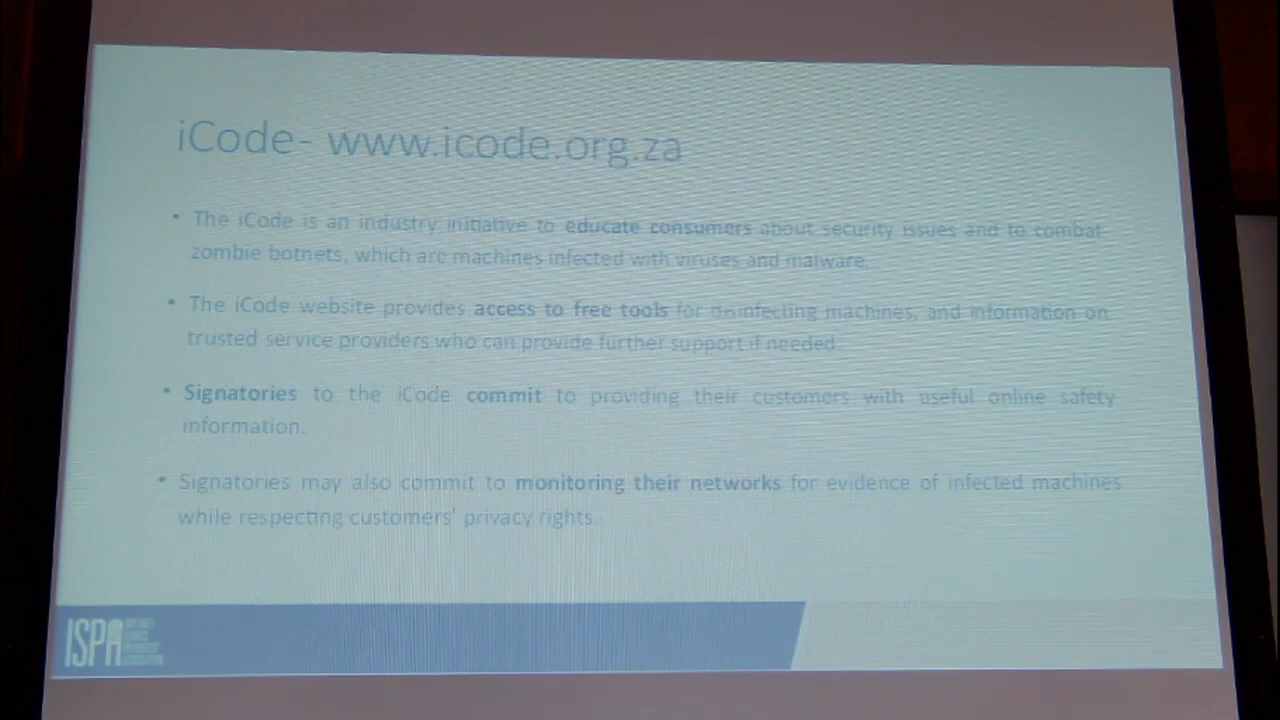 iCode- www.icode.org.za
• The iCode is an industry initiative to educate consumers about security issues and to combat
zombie botnets, which are machines infected with viruses and malware.
• The iCode website provides access to free tools for disinfecting machines, and information on
trusted service providers who can provide further support if needed.
• Signatories to the iCode commit to providing their customers with useful online safety
information.
• Signatories may also commit to monitoring their networks for evidence of infected machines
while respecting customers' privacy rights.
ISPA